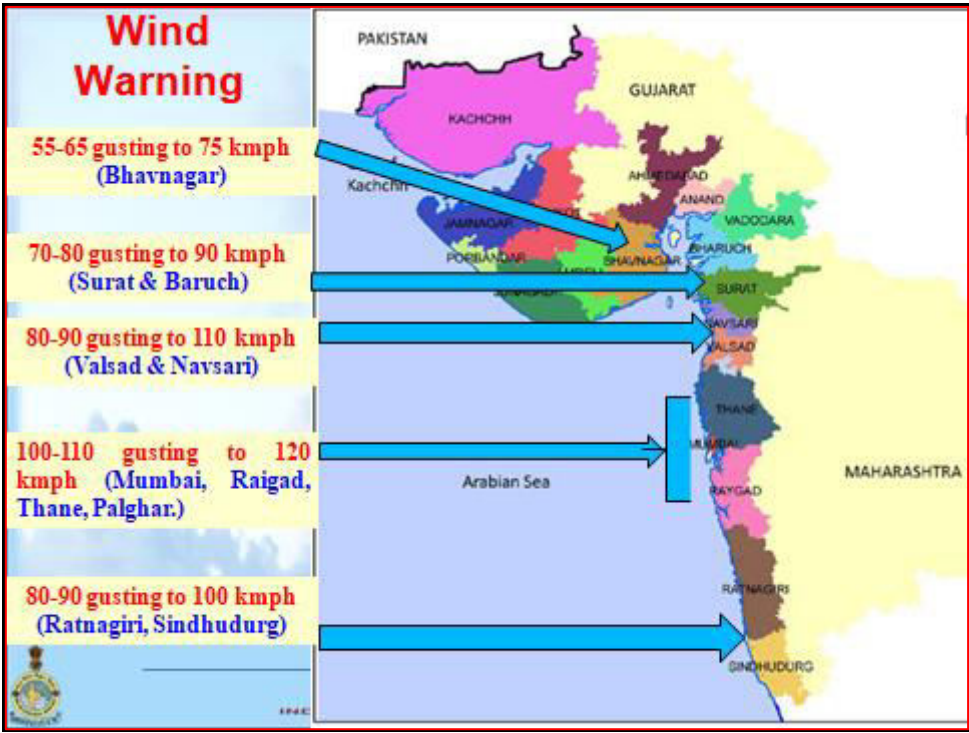 Wind
Warning
55-65 gusting to 75 kmph
(Bhavnagar)
70-80 gusting to 90 kmph
(Surat & Baruch)
80-90 gusting to 110 kmph
(Valsad & Navsari)
100-110 gusting to 120
kmph (Mumbai, Raigad,
Thane, Palghar.)
80-90 gusting to 100 kmph
(Ratnagiri, Sindhudurg)
PAKISTAN
GUJARAT
KACHCHH
Kachchh
AHMEDABAD
ANAND
VADODARA
JAMNAGAR
BHARUCH
PORBANDAR
BHAVNAGAR
SURAT
NAVSARI
VALSAD
THANE
MUMBAI
Arabian Sea
MAHARASHTRA
RAYGAD
RATNAGIRI
SINDHUDURG